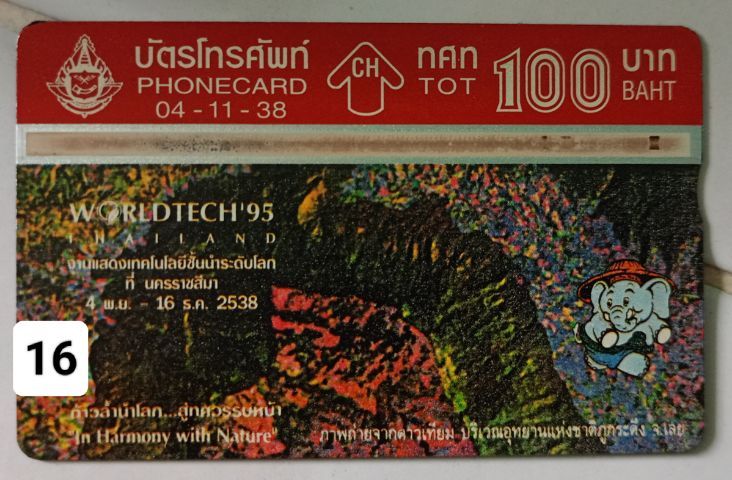 บัตรโทรศัพท์
PHONECARD
04-11-38
CH
ทศท
TOT
100
บาท
BAHT
WORLDTECH'95
THAILAND
งานแสดงเทคโนโลยีชั้นนำระดับโลก
ที่ นครราชสีมา
4 พ.ย. - 16 ธ.ค. 2538
16
ก้าวล้ำนำโลก...สู่ทศวรรษหน้า
"In Harmony with Nature"
ภาพถ่ายจากดาวเทียม บริเวณอุทยานแห่งชาติภูกระดึง จ.เลย